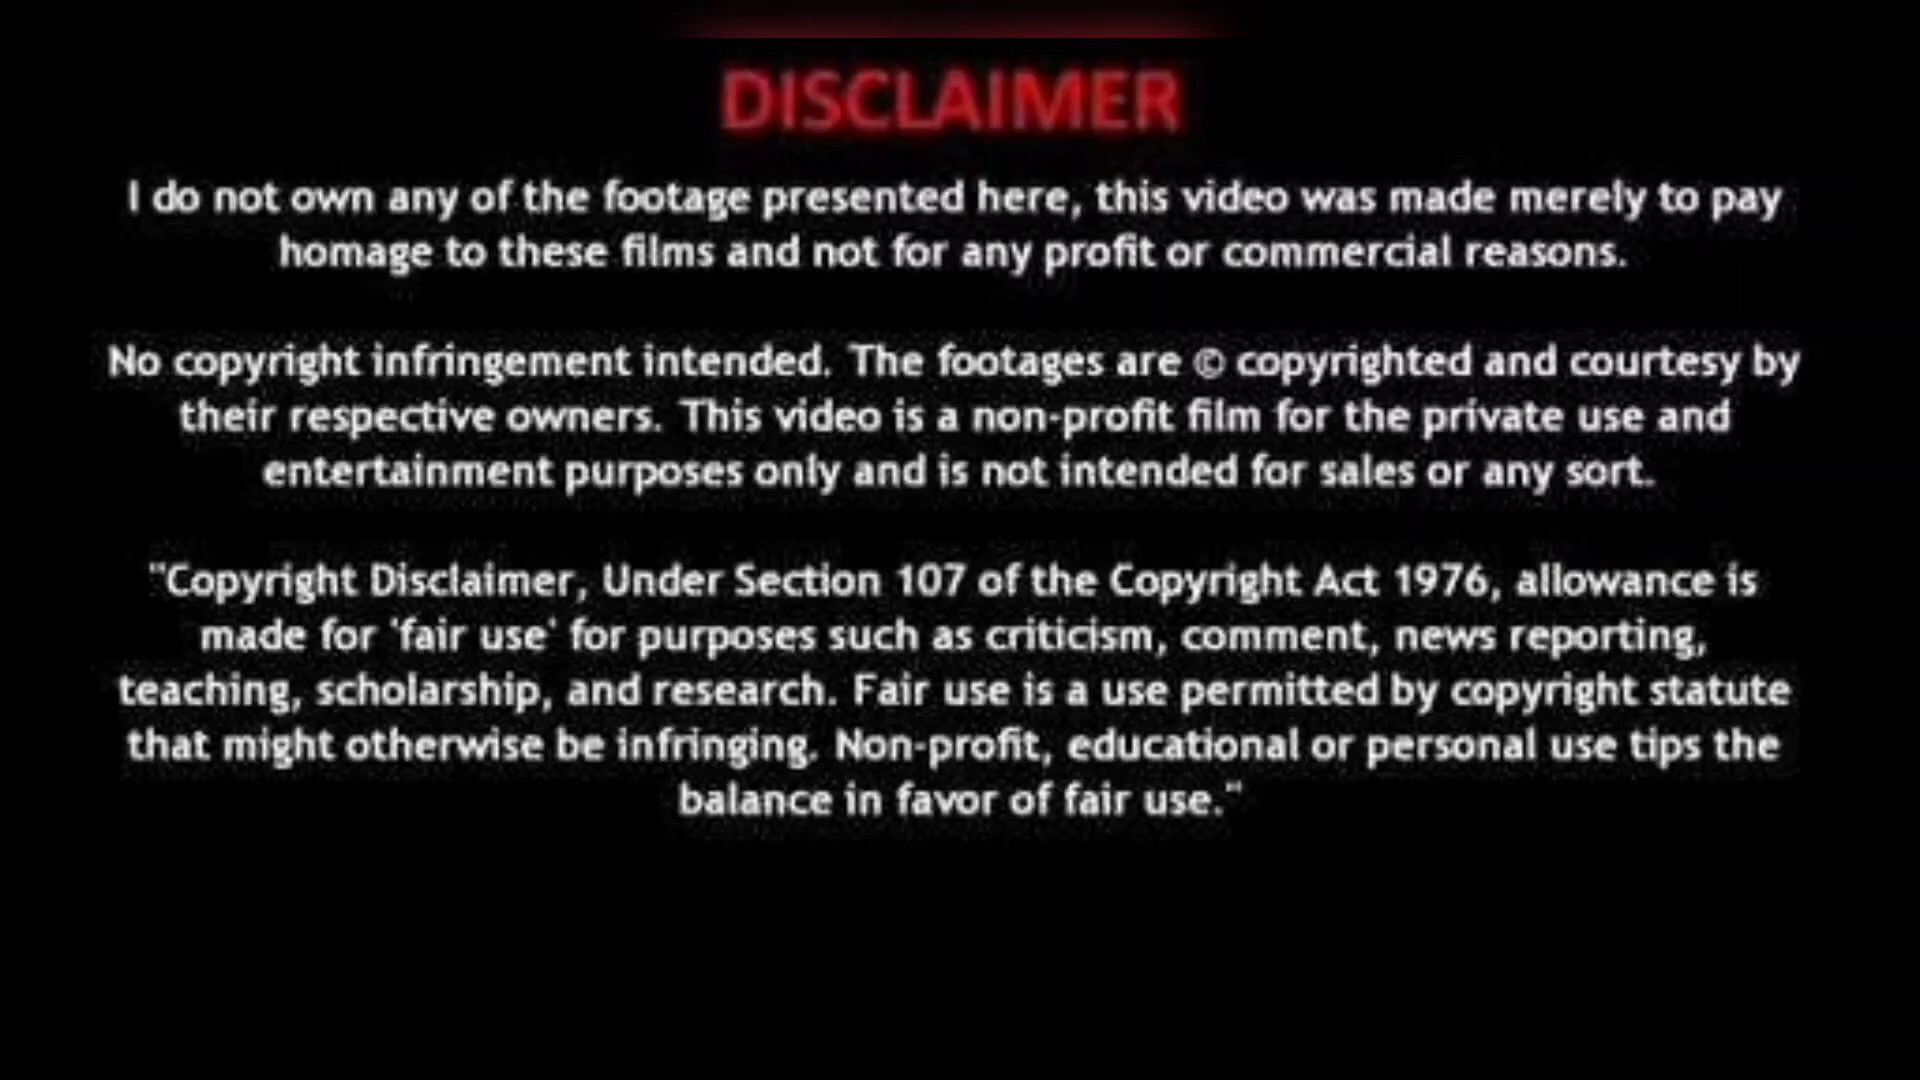 DISCLAIMER
I do not own any of the footage presented here, this video was made merely to pay
homage to these films and not for any profit or commercial reasons.
No copyright infringement intended. The footages are © copyrighted and courtesy by
their respective owners. This video is a non-profit film for the private use and
entertainment purposes only and is not intended for sales or any sort.
"Copyright Disclaimer, Under Section 107 of the Copyright Act 1976, allowance is
made for 'fair use' for purposes such as criticism, comment, news reporting,
teaching, scholarship, and research. Fair use is a use permitted by copyright statute
that might otherwise be infringing. Non-profit, educational or personal use tips the
balance in favor of fair use."